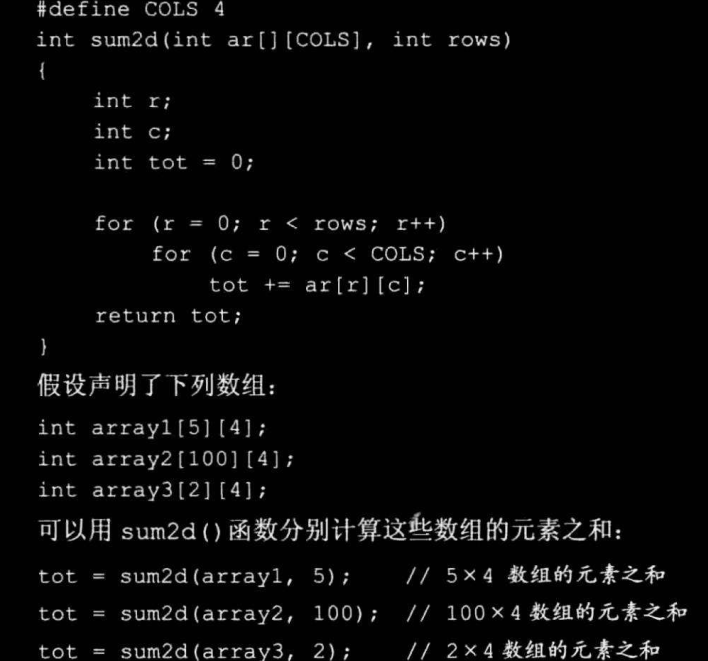 #define COLS 4
int sum2d(int ar[][COLS], int rows)
{
int r;
int c;
int tot = 0;
for (r = 0; r < rows; r++)
for (c = 0; c < COLS; c++)
tot += ar[r][c];
return tot;
}
假设声明了下列数组：
int array1[5][4];
int array2[100][4];
int array3[2][4];
可以用 sum2d()函数分别计算这些数组的元素之和：
tot = sum2d(array1, 5); // 5×4 数组的元素之和
tot = sum2d(array2, 100); // 100×4 数组的元素之和
tot = sum2d(array3, 2); // 2×4 数组的元素之和